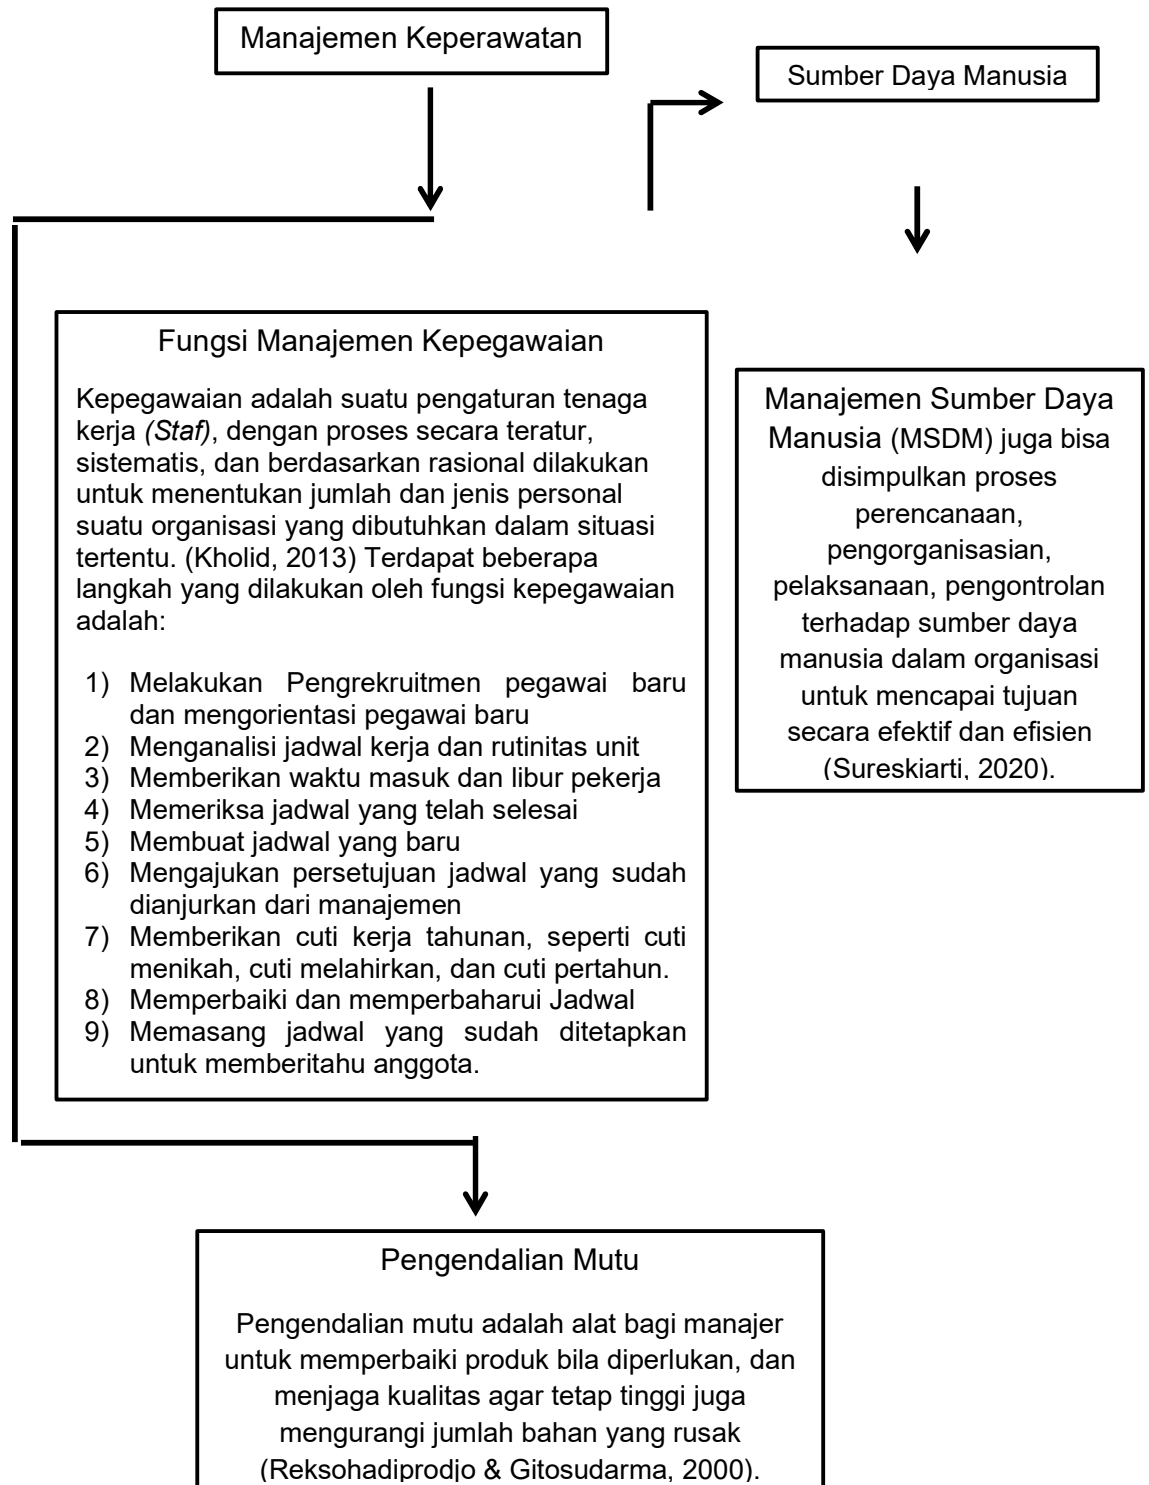 Manajemen Keperawatan
Sumber Daya Manusia
Fungsi Manajemen Kepegawaian
Kepegawaian adalah suatu pengaturan tenaga
kerja (Staf), dengan proses secara teratur,
sistematis, dan berdasarkan rasional dilakukan
untuk menentukan jumlah dan jenis personal
suatu organisasi yang dibutuhkan dalam situasi
tertentu. (Kholid, 2013) Terdapat beberapa
langkah yang dilakukan oleh fungsi kepegawaian
adalah:
1) Melakukan Pengrekruitmen pegawai baru
dan mengorientasi pegawai baru
2) Menganalisi jadwal kerja dan rutinitas unit
3) Memberikan waktu masuk dan libur pekerja
4) Memeriksa jadwal yang telah selesai
5) Membuat jadwal yang baru
6) Mengajukan persetujuan jadwal yang sudah
dianjurkan dari manajemen
7) Memberikan cuti kerja tahunan, seperti cuti
menikah, cuti melahirkan, dan cuti pertahun.
8) Memperbaiki dan memperbaharui Jadwal
9) Memasang jadwal yang sudah ditetapkan
untuk memberitahu anggota.
Manajemen Sumber Daya
Manusia (MSDM) juga bisa
disimpulkan proses
perencanaan,
pengorganisasian,
pelaksanaan, pengontrolan
terhadap sumber daya
manusia dalam organisasi
untuk mencapai tujuan
secara efektif dan efisien
(Sureskiarti, 2020).
Pengendalian Mutu
Pengendalian mutu adalah alat bagi manajer
untuk memperbaiki produk bila diperlukan, dan
menjaga kualitas agar tetap tinggi juga
mengurangi jumlah bahan yang rusak
(Reksohadiprodjo & Gitosudarma, 2000).